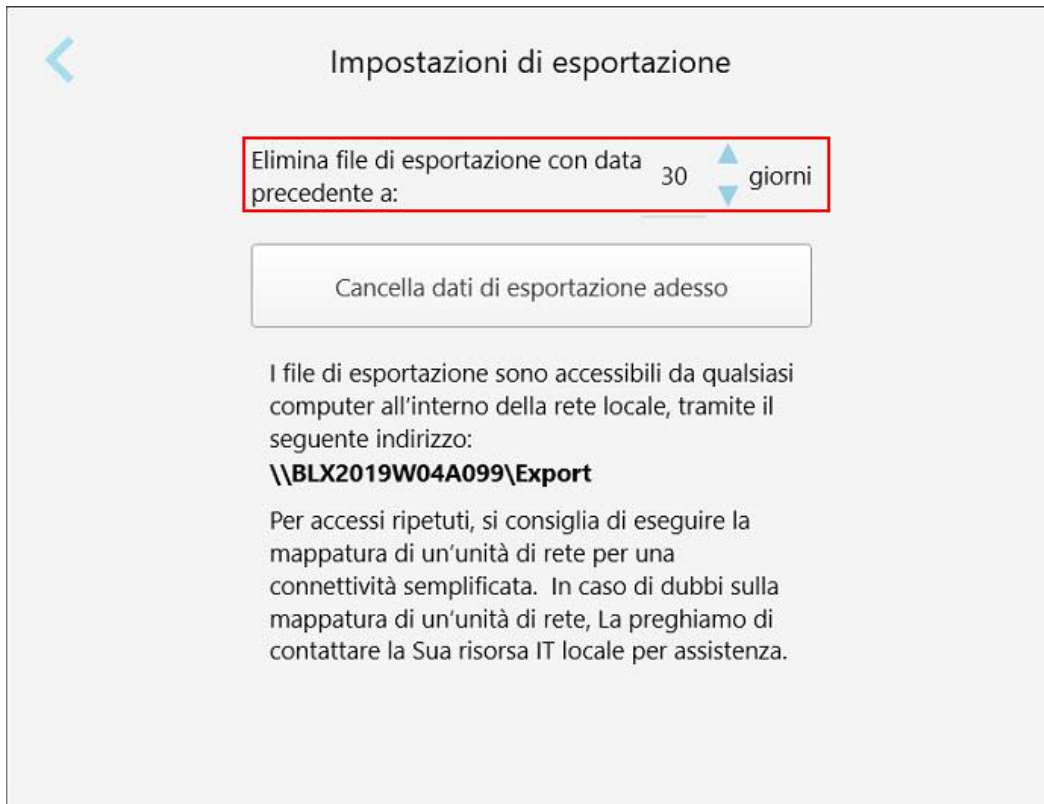 Impostazioni di esportazione
Elimina file di esportazione con data
precedente a:
30
giorni
Cancella dati di esportazione adesso
I file di esportazione sono accessibili da qualsiasi
computer all'interno della rete locale, tramite il
seguente indirizzo:
\\BLX2019W04A099\Export
Per accessi ripetuti, si consiglia di eseguire la
mappatura di un'unità di rete per una
connettività semplificata.  In caso di dubbi sulla
mappatura di un'unità di rete, La preghiamo di
contattare la Sua risorsa IT locale per assistenza.